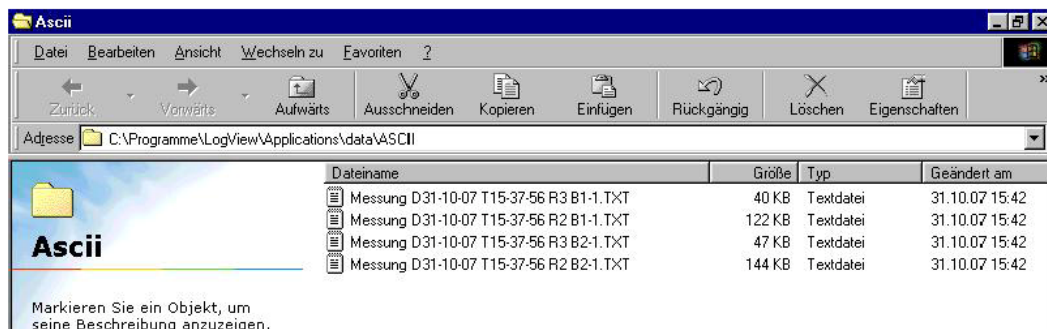 Ascii
Datei Bearbeiten Ansicht Wechseln zu Favoriten ?
Zurück Vorwärts Aufwärts Ausschneiden Kopieren Einfügen Rückgängig Löschen Eigenschaften »
Adresse C:\Programme\LogView\Applications\data\ASCII
Dateiname Größe Typ Geändert am
Messung D31-10-07 T15-37-56 R3 B1-1.TXT 40 KB Textdatei 31.10.07 15:42
Messung D31-10-07 T15-37-56 R2 B1-1.TXT 122 KB Textdatei 31.10.07 15:42
Messung D31-10-07 T15-37-56 R3 B2-1.TXT 47 KB Textdatei 31.10.07 15:42
Messung D31-10-07 T15-37-56 R2 B2-1.TXT 144 KB Textdatei 31.10.07 15:42
Ascii
Markieren Sie ein Objekt, um
seine Beschreibung anzuzeigen.